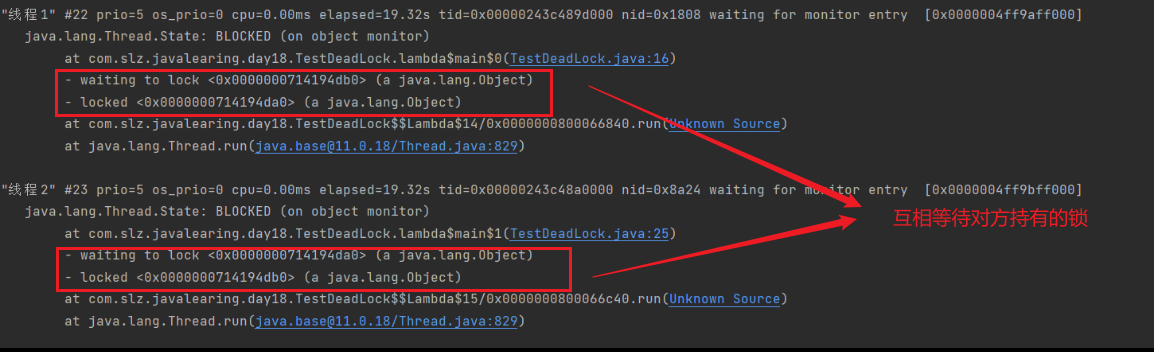 "线程1" #22 prio=5 os_prio=0 cpu=0.00ms elapsed=19.32s tid=0x00000243c489d000 nid=0x1808 waiting for monitor entry  [0x0000004ff9aff000]
java.lang.Thread.State: BLOCKED (on object monitor)
at com.slz.javalearing.day18.TestDeadLock.lambda$main$0(TestDeadLock.java:16)
- waiting to lock <0x0000000714194db0> (a java.lang.Object)
- locked <0x0000000714194da0> (a java.lang.Object)
at com.slz.javalearing.day18.TestDeadLock$$Lambda$14/0x0000000800066840.run(Unknown Source)
at java.lang.Thread.run(java.base@11.0.18/Thread.java:829)
"线程2" #23 prio=5 os_prio=0 cpu=0.00ms elapsed=19.32s tid=0x00000243c48a0000 nid=0x8a24 waiting for monitor entry  [0x0000004ff9bff000]
java.lang.Thread.State: BLOCKED (on object monitor)
互相等待对方持有的锁
at com.slz.javalearing.day18.TestDeadLock.lambda$main$1(TestDeadLock.java:25)
- waiting to lock <0x0000000714194da0> (a java.lang.Object)
- locked <0x0000000714194db0> (a java.lang.Object)
at com.slz.javalearing.day18.TestDeadLock$$Lambda$15/0x0000000800066c40.run(Unknown Source)
at java.lang.Thread.run(java.base@11.0.18/Thread.java:829)